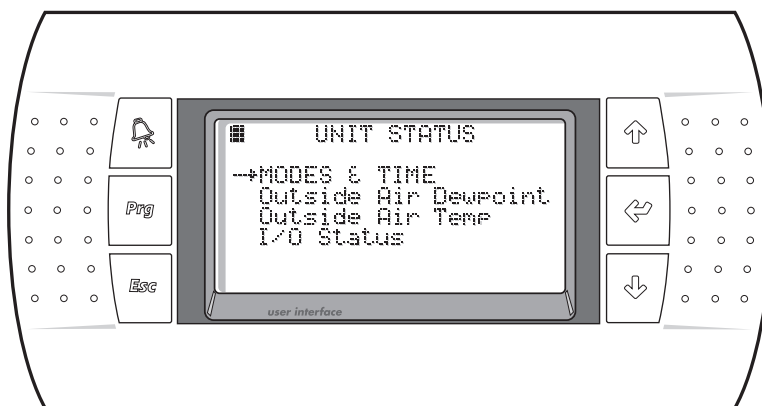 UNIT STATUS
MODES & TIME
Outside Air Dewpoint
Outside Air Temp
I/O Status
Prg
Esc
user interface